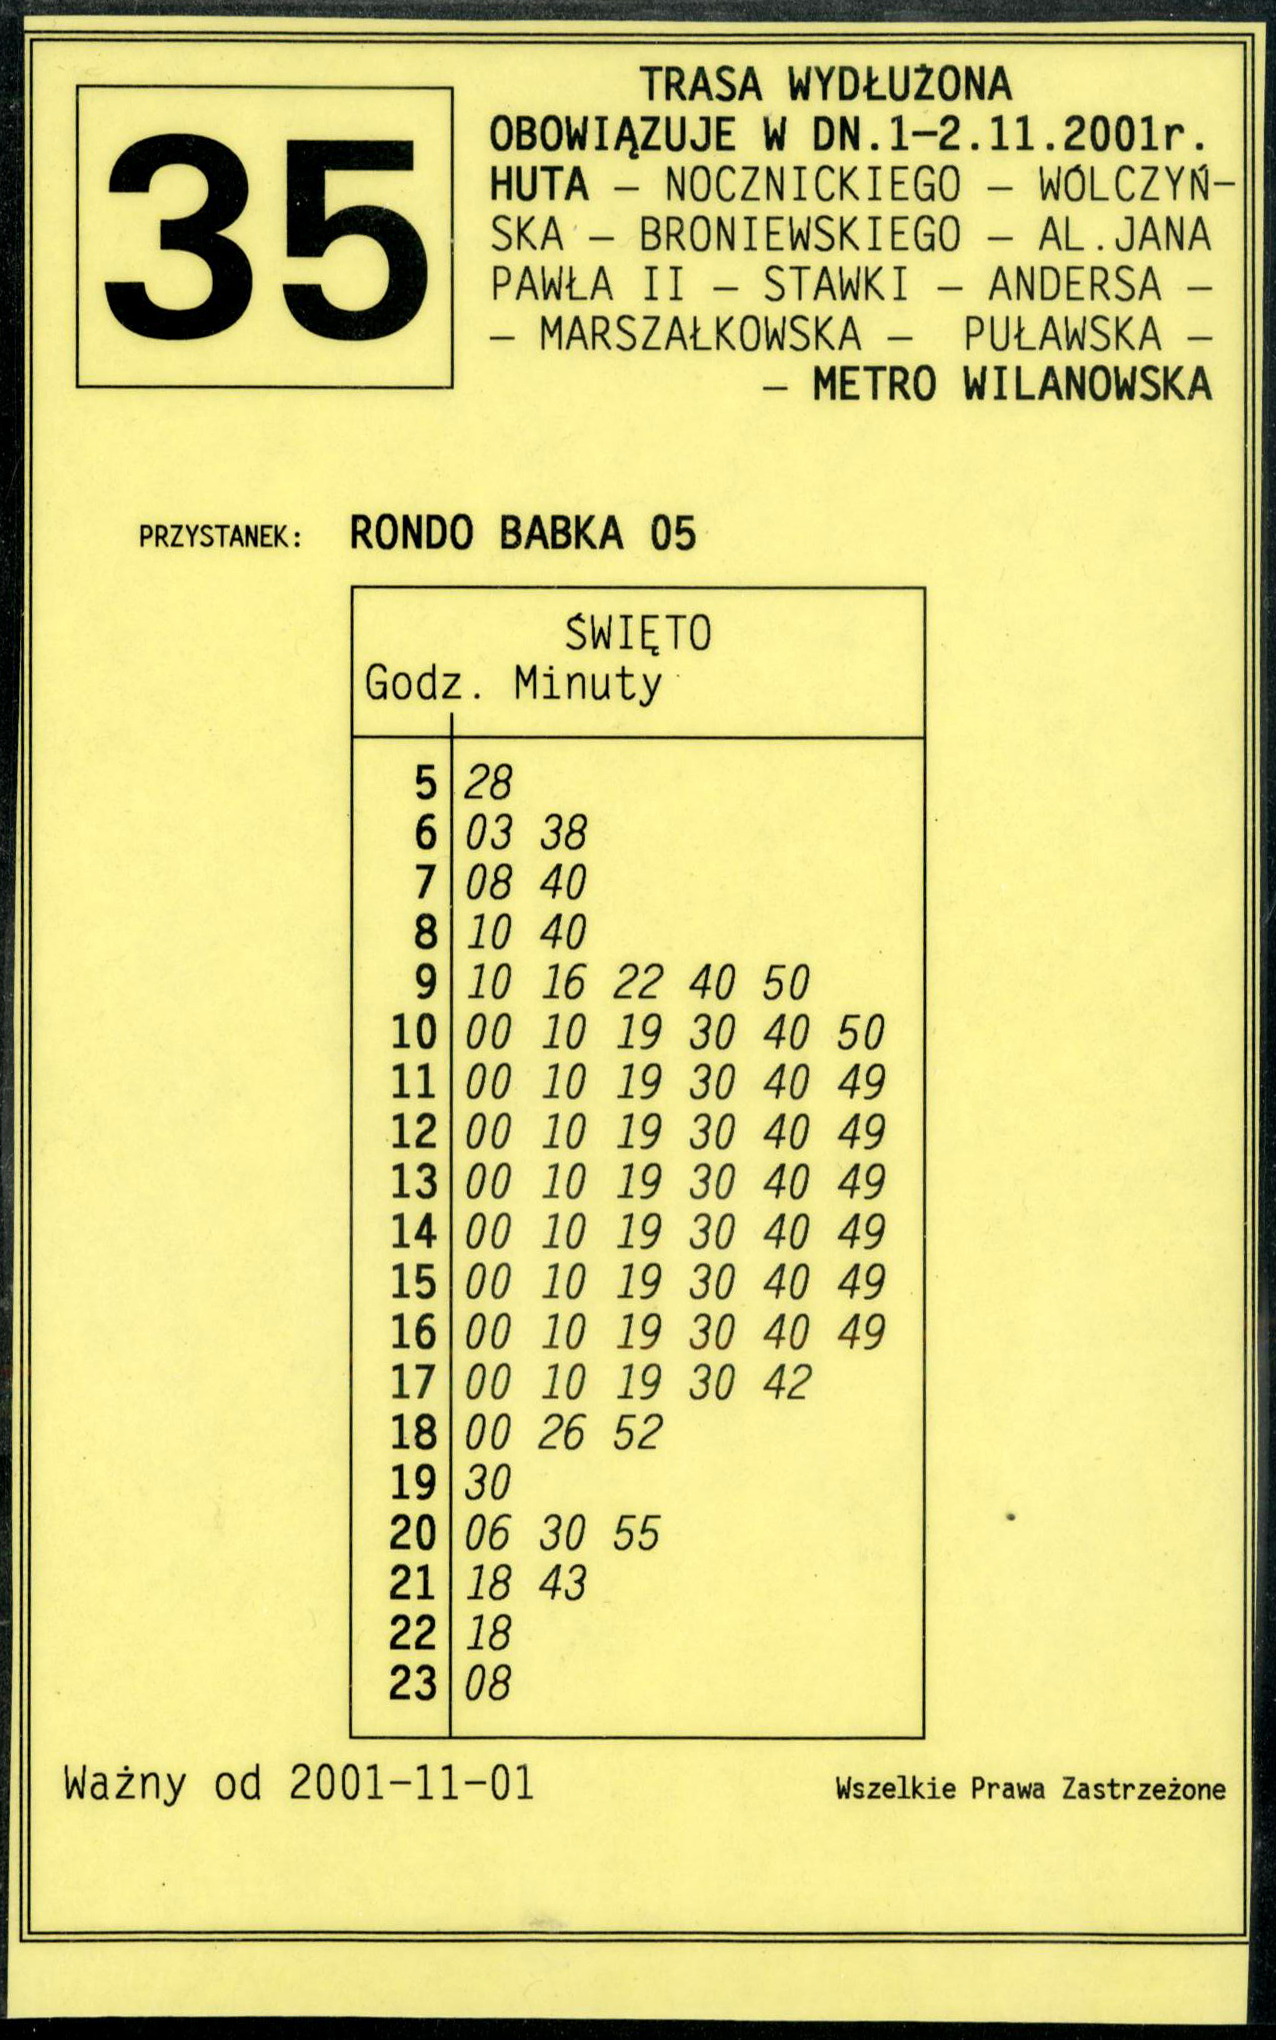 35
TRASA WYDŁUŻONA
OBOWIĄZUJE W DN.1-2.11.2001r.
HUTA - NOCZNICKIEGO - WÓLCZYŃ-
SKA - BRONIEWSKIEGO - AL.JANA
PAWŁA II - STAWKI - ANDERSA -
- MARSZAŁKOWSKA - PUŁAWSKA -
- METRO WILANOWSKA
PRZYSTANEK: RONDO BABKA 05
ŚWIĘTO
Godz. Minuty
5 28
6 03 38
7 08 40
8 10 40
9 10 16 22 40 50
10 00 10 19 30 40 50
11 00 10 19 30 40 49
12 00 10 19 30 40 49
13 00 10 19 30 40 49
14 00 10 19 30 40 49
15 00 10 19 30 40 49
16 00 10 19 30 40 49
17 00 10 19 30 42
18 00 26 52
19 30
20 06 30 55
21 18 43
22 18
23 08
Ważny od 2001-11-01
Wszelkie Prawa Zastrzeżone